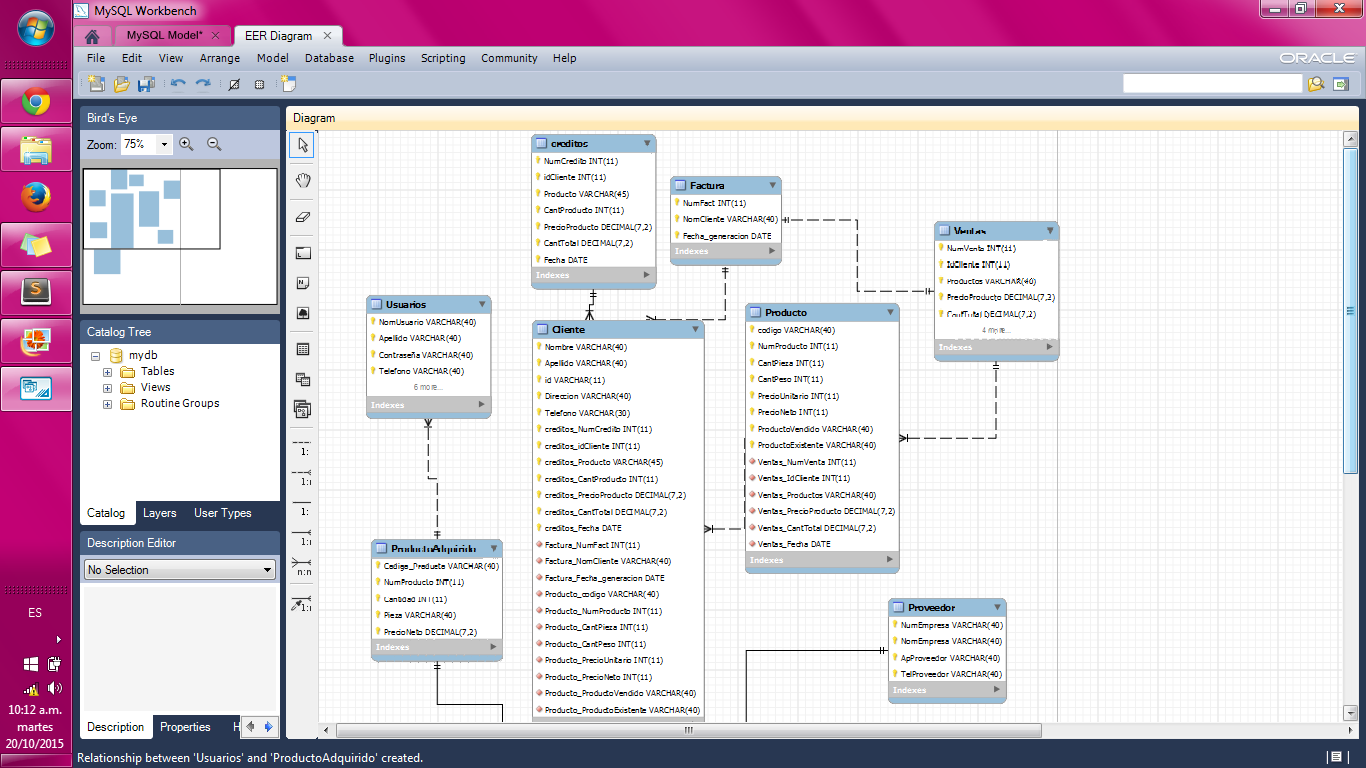 MySQL Workbench
MySQL Model*
EER Diagram
File Edit View Arrange Model Database Plugins Scripting Community Help
ORACLE
Bird's Eye
Zoom: 75%
Catalog Tree
mydb
Tables
Views
Routine Groups
Catalog Layers User Types
Description Editor
No Selection
Description Properties H
ES
10:12 a.m.
martes
20/10/2015
Diagram
1:
1:
1:
1:
n:n
1:
creditos
NumCredito INT(11)
idCliente INT(11)
Producto VARCHAR(45)
CantProducto INT(11)
PrecioProducto DECIMAL(7,2)
CantTotal DECIMAL(7,2)
Fecha DATE
Indexes
Factura
NumFact INT(11)
NomCliente VARCHAR(40)
Fecha_generacion DATE
Indexes
Ventas
NumVenta INT(11)
IdCliente INT(11)
Productos VARCHAR(40)
PrecioProducto DECIMAL(7,2)
CantTotal DECIMAL(7,2)
4 more...
Indexes
Usuarios
NomUsuario VARCHAR(40)
Apellido VARCHAR(40)
Contraseña VARCHAR(40)
Telefono VARCHAR(40)
6 more...
Indexes
Cliente
Nombre VARCHAR(40)
Apellido VARCHAR(40)
id VARCHAR(11)
Direccion VARCHAR(40)
Telefono VARCHAR(30)
creditos_NumCredito INT(11)
creditos_idCliente INT(11)
creditos_Producto VARCHAR(45)
creditos_CantProducto INT(11)
creditos_PrecioProducto DECIMAL(7,2)
creditos_CantTotal DECIMAL(7,2)
creditos_Fecha DATE
Factura_NumFact INT(11)
Factura_NomCliente VARCHAR(40)
Factura_Fecha_generacion DATE
Producto_codigo VARCHAR(40)
Producto_NumProducto INT(11)
Producto_CantPieza INT(11)
Producto_CantPeso INT(11)
Producto_PrecioUnitario INT(11)
Producto_PrecioNeto INT(11)
Producto_ProductoVendido VARCHAR(40)
Producto_ProductoExistente VARCHAR(40)
Producto
codigo VARCHAR(40)
NumProducto INT(11)
CantPieza INT(11)
CantPeso INT(11)
PrecioUnitario INT(11)
PrecioNeto INT(11)
ProductoVendido VARCHAR(40)
ProductoExistente VARCHAR(40)
Ventas_NumVenta INT(11)
Ventas_IdCliente INT(11)
Ventas_Productos VARCHAR(40)
Ventas_PrecioProducto DECIMAL(7,2)
Ventas_CantTotal DECIMAL(7,2)
Ventas_Fecha DATE
Indexes
ProductoAdquirido
Codigo_Producto VARCHAR(40)
NumProducto INT(11)
Cantidad INT(11)
Pieza VARCHAR(40)
PrecioNeto DECIMAL(7,2)
Indexes
Proveedor
NumEmpresa VARCHAR(40)
NomEmpresa VARCHAR(40)
ApProveedor VARCHAR(40)
TelProveedor VARCHAR(40)
Indexes
Relationship between 'Usuarios' and 'ProductoAdquirido' created.